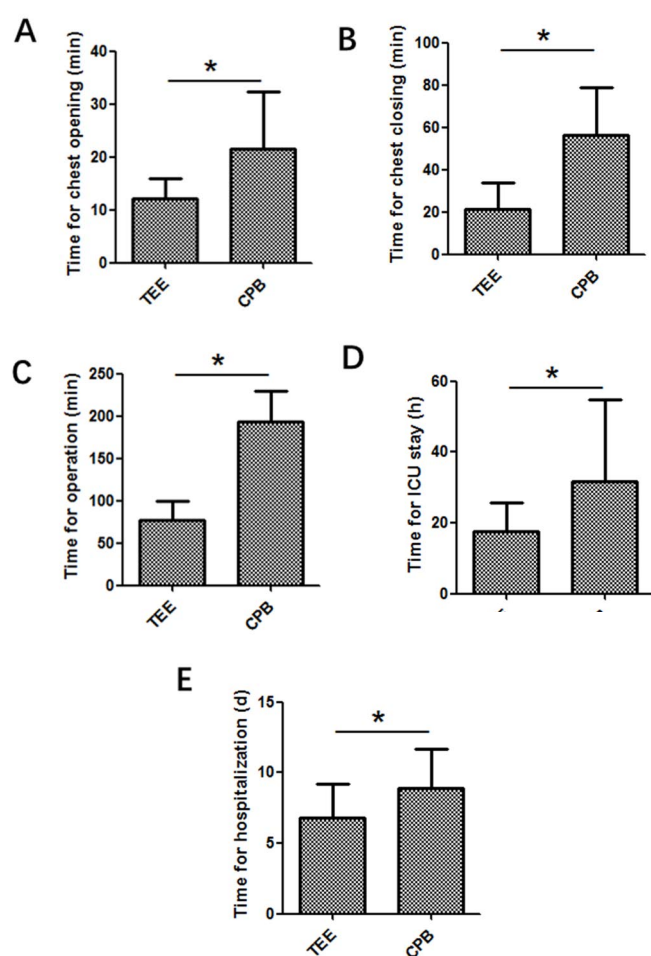 A
Time for chest opening (min)
40
30
20
10
0
*
TEE
CPB
B
Time for chest closing (min)
100
80
60
40
20
0
*
TEE
CPB
C
Time for operation (min)
250
200
150
100
50
0
*
TEE
CPB
D
Time for ICU stay (h)
60
40
20
0
*
E
Time for hospitalization (d)
15
10
5
0
*
TEE
CPB